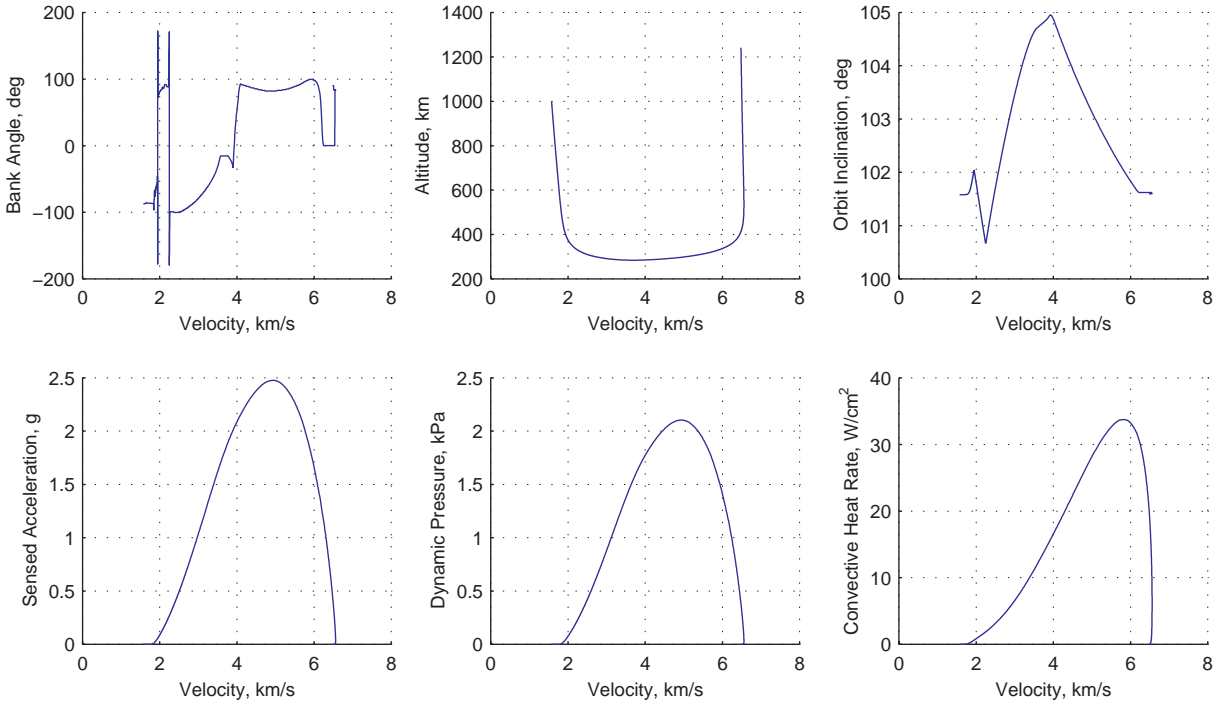 Bank Angle, deg
200
100
0
−100
−200
0 2 4 6 8
Velocity, km/s
Altitude, km
1400
1200
1000
800
600
400
200
0 2 4 6 8
Velocity, km/s
Orbit Inclination, deg
105
104
103
102
101
100
0 2 4 6 8
Velocity, km/s
Sensed Acceleration, g
2.5
2
1.5
1
0.5
0
0 2 4 6 8
Velocity, km/s
Dynamic Pressure, kPa
2.5
2
1.5
1
0.5
0
0 2 4 6 8
Velocity, km/s
Convective Heat Rate, W/cm²
40
30
20
10
0
0 2 4 6 8
Velocity, km/s